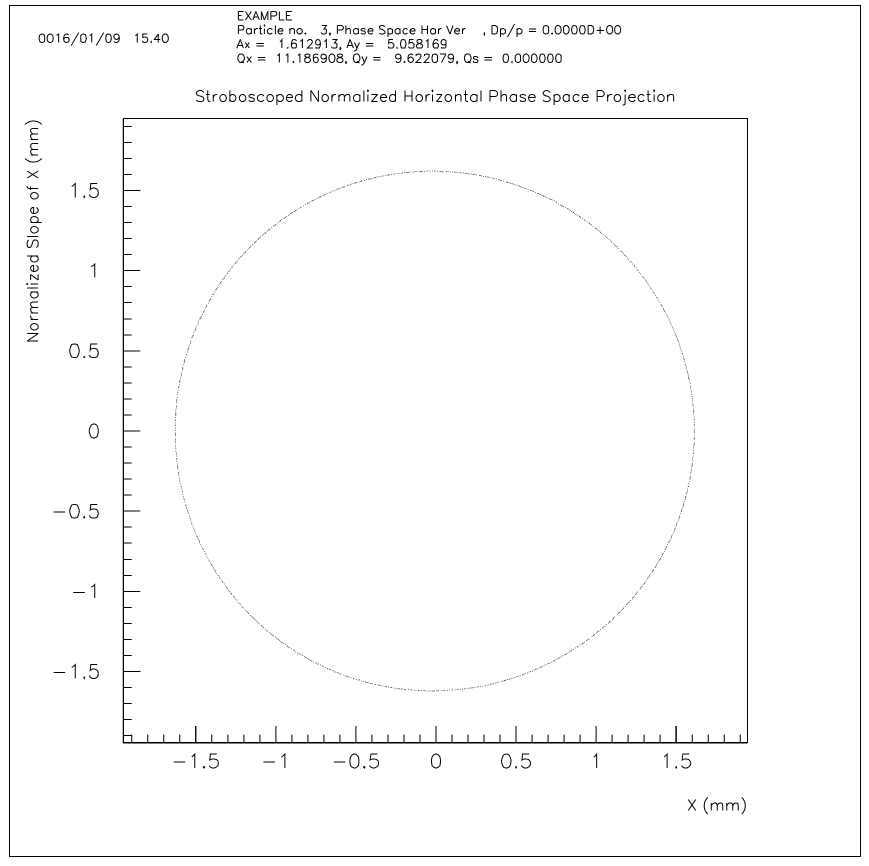 EXAMPLE
Particle no. 3, Phase Space Hor Ver , Dp/p = 0.0000D+00
0016/01/09 15.40
Ax = 1.612913, Ay = 5.058169
Qx = 11.186908, Qy = 9.622079, Qs = 0.000000
Stroboscoped Normalized Horizontal Phase Space Projection
Normalized Slope of X (mm)
1.5
1
0.5
0
−0.5
−1
−1.5
−1.5 −1 −0.5 0 0.5 1 1.5
X (mm)